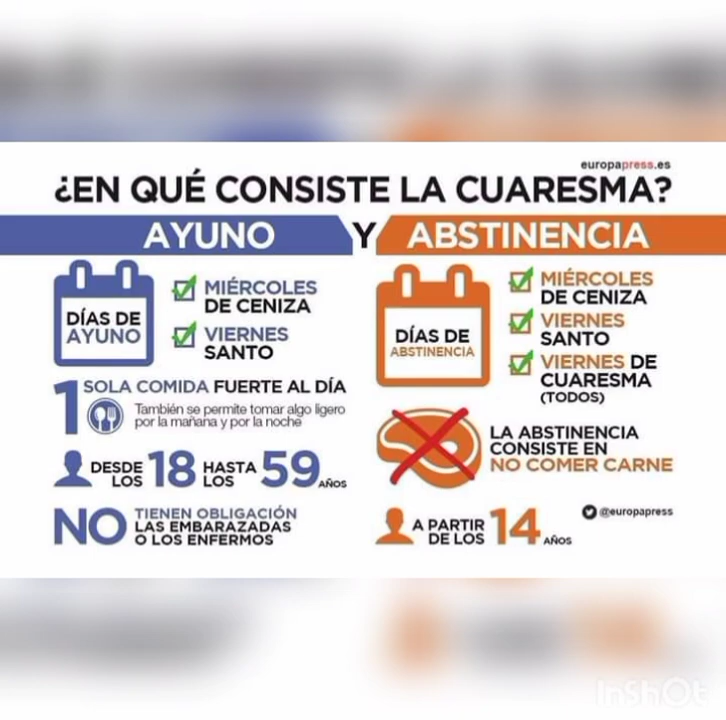 europapress.es
¿EN QUÉ CONSISTE LA CUARESMA?
AYUNO Y ABSTINENCIA
DÍAS DE
AYUNO
MIÉRCOLES
DE CENIZA
VIERNES
SANTO
1 SOLA COMIDA FUERTE AL DÍA
También se permite tomar algo ligero
por la mañana y por la noche
DESDE LOS 18 HASTA LOS 59 AÑOS
NO TIENEN OBLIGACIÓN
LAS EMBARAZADAS
O LOS ENFERMOS
DÍAS DE
ABSTINENCIA
MIÉRCOLES
DE CENIZA
VIERNES
SANTO
VIERNES DE
CUARESMA
(TODOS)
LA ABSTINENCIA
CONSISTE EN
NO COMER CARNE
@europapress
A PARTIR
DE LOS 14 AÑOS
InShOt